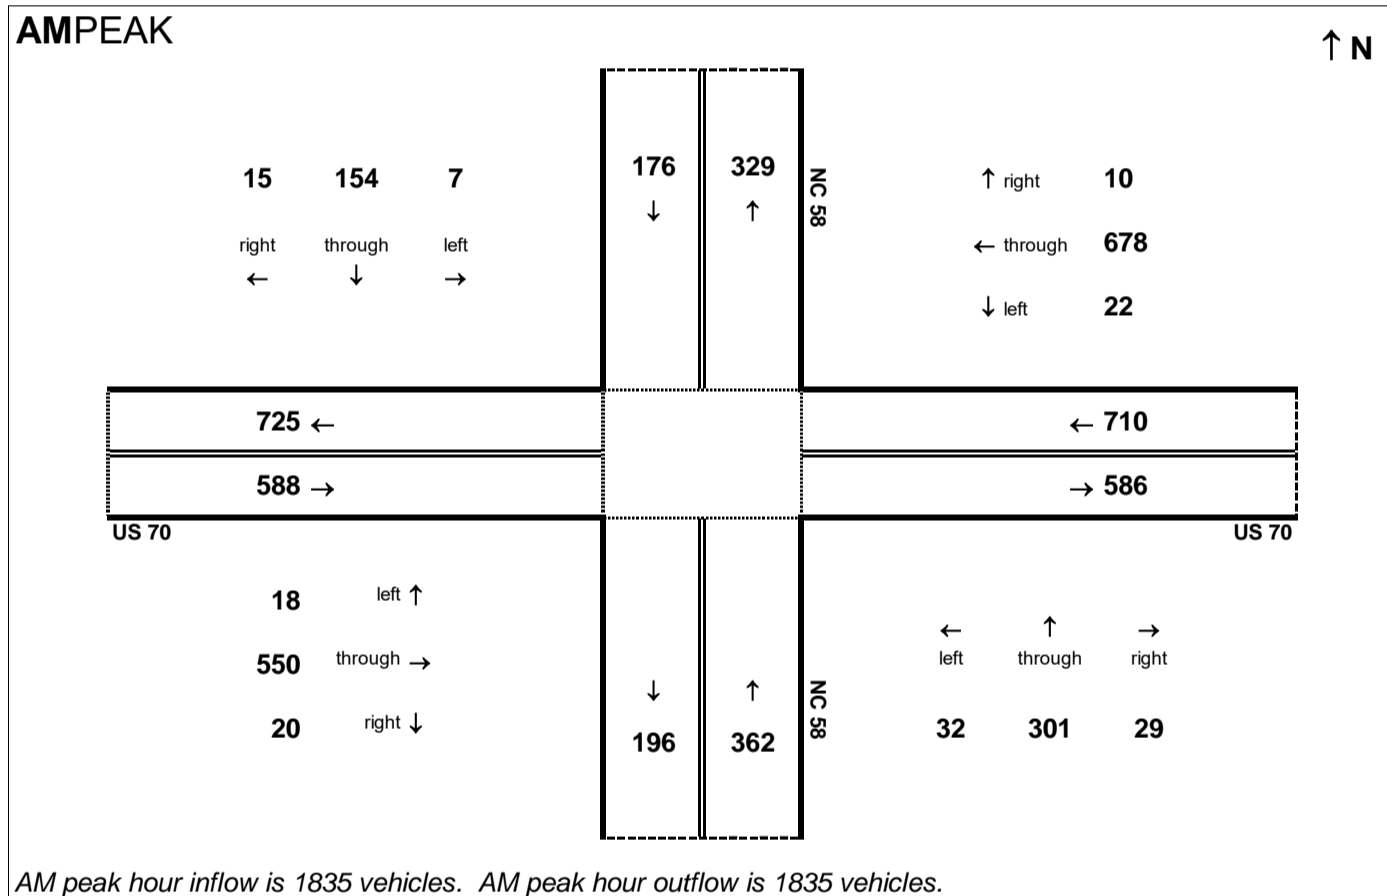 AMPEAK
↑ N
15 154 7
right through left
← ↓ →
176 329
↓ ↑
NC 58
↑ right 10
← through 678
↓ left 22
725 ←
588 →
← 710
→ 586
US 70
US 70
18 left ↑
550 through →
20 right ↓
↓ ↑
196 362
NC 58
← ↑ →
left through right
32 301 29
AM peak hour inflow is 1835 vehicles. AM peak hour outflow is 1835 vehicles.